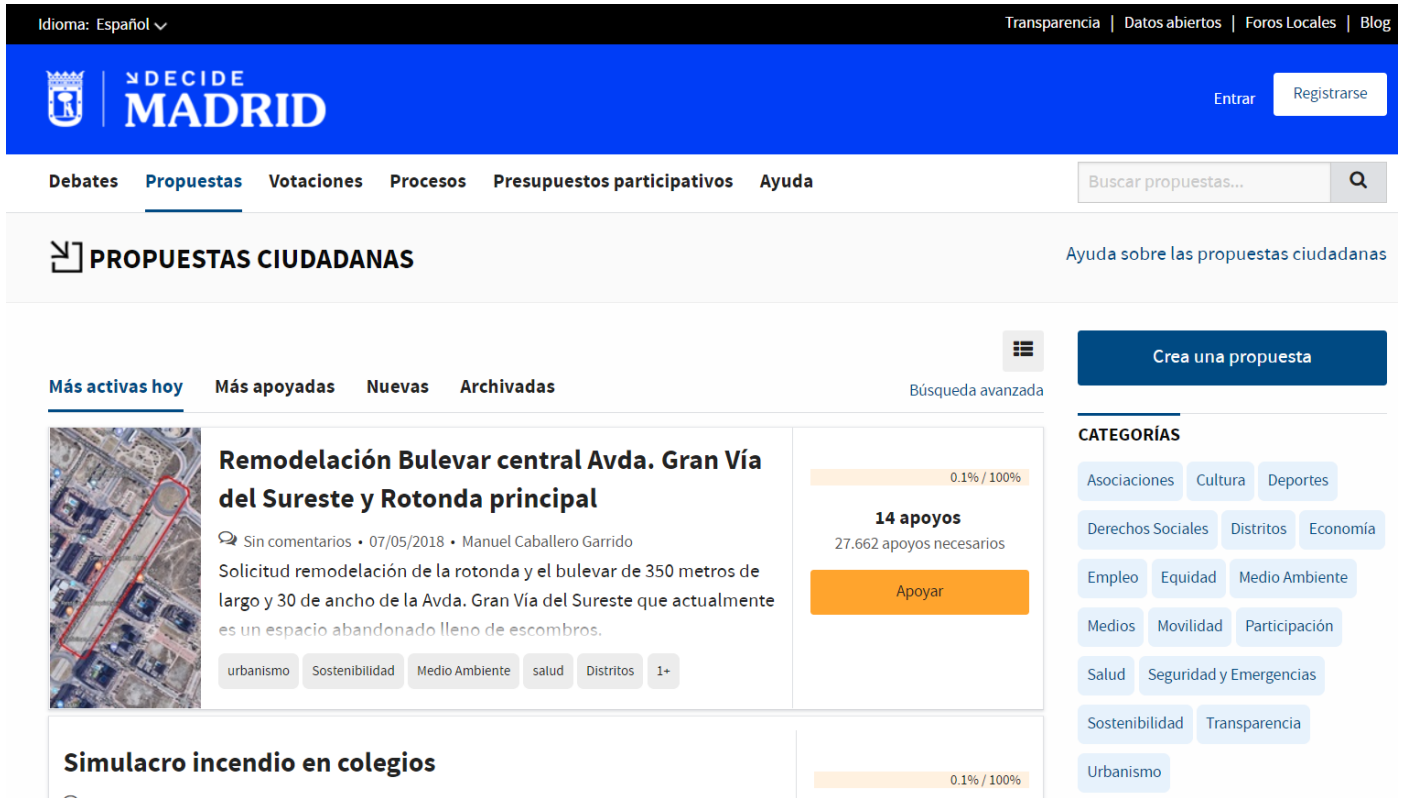 Idioma: Español
Transparencia | Datos abiertos | Foros Locales | Blog
DECIDE
MADRID
Entrar
Registrarse
Debates Propuestas Votaciones Procesos Presupuestos participativos Ayuda
Buscar propuestas...
PROPUESTAS CIUDADANAS
Ayuda sobre las propuestas ciudadanas
Más activas hoy Más apoyadas Nuevas Archivadas
Búsqueda avanzada
Remodelación Bulevar central Avda. Gran Vía
del Sureste y Rotonda principal
Sin comentarios • 07/05/2018 • Manuel Caballero Garrido
Solicitud remodelación de la rotonda y el bulevar de 350 metros de
largo y 30 de ancho de la Avda. Gran Vía del Sureste que actualmente
es un espacio abandonado lleno de escombros.
urbanismo Sostenibilidad Medio Ambiente salud Distritos 1+
0.1% / 100%
14 apoyos
27.662 apoyos necesarios
Apoyar
Simulacro incendio en colegios
0.1% / 100%
Crea una propuesta
CATEGORÍAS
Asociaciones Cultura Deportes
Derechos Sociales Distritos Economía
Empleo Equidad Medio Ambiente
Medios Movilidad Participación
Salud Seguridad y Emergencias
Sostenibilidad Transparencia
Urbanismo